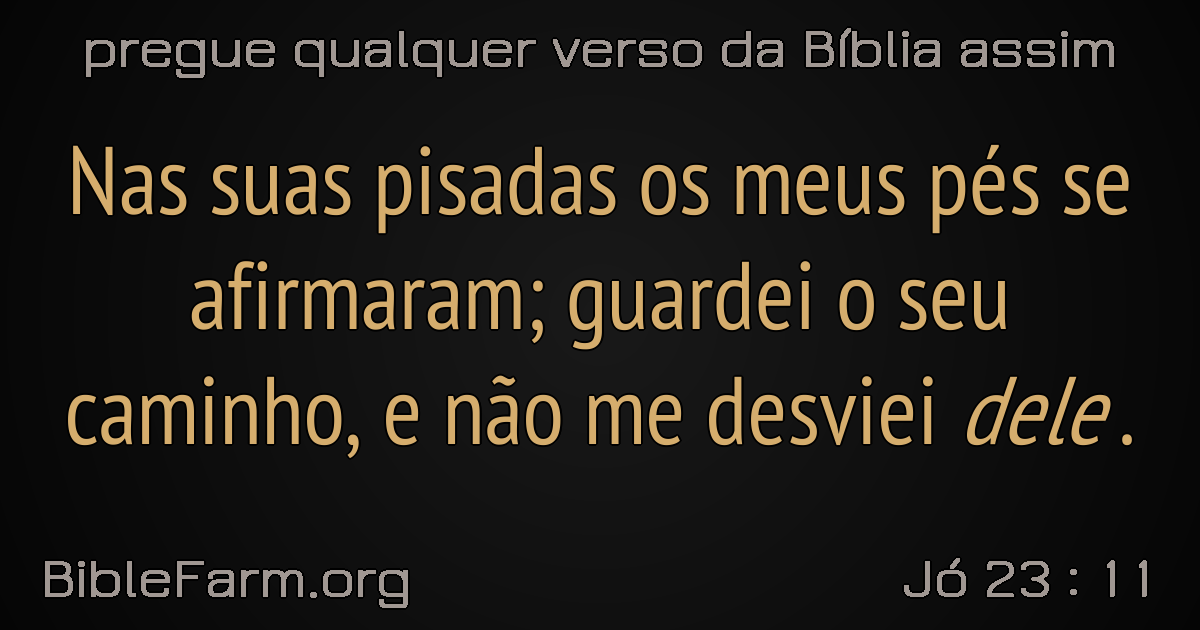 pregue qualquer verso da Bíblia assim
Nas suas pisadas os meus pés se
afirmaram; guardei o seu
caminho, e não me desviei dele .
BibleFarm.org
Jó 23 : 11